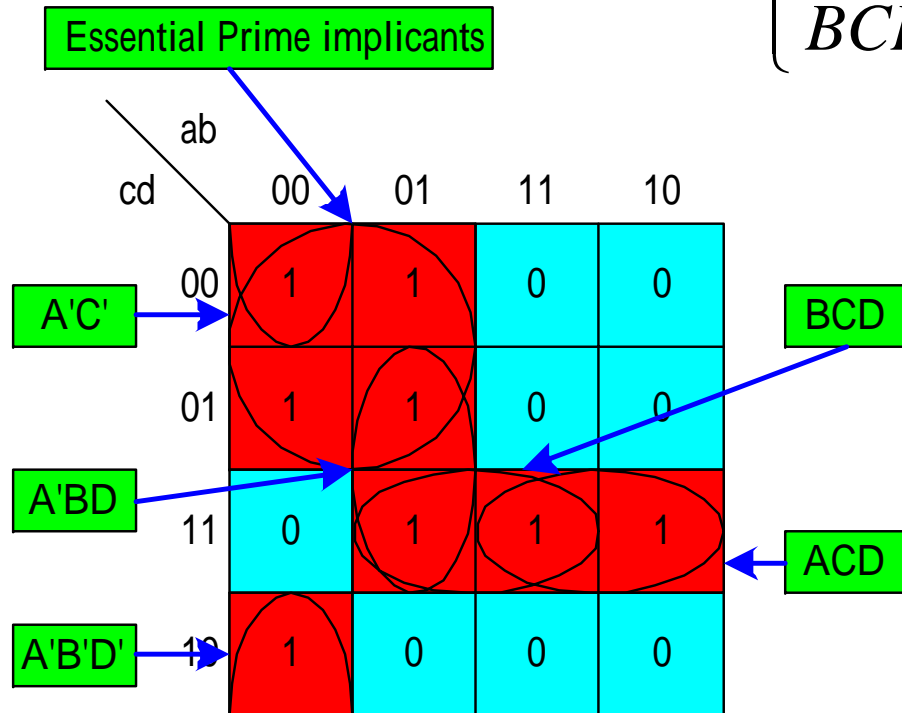 Essential Prime implicants
ab
cd
00 01 11 10
00 1 1 0 0
A'C'
BCD
01 1 1 0 0
A'BD
11 0 1 1 1
ACD
A'B'D'
10 1 0 0 0